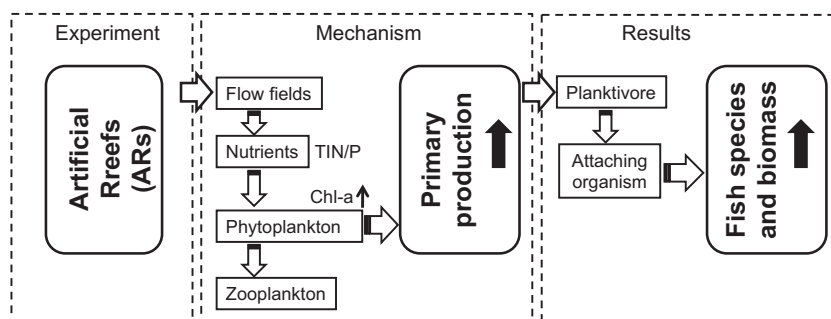 Experiment
Artificial
Rreefs
(ARs)
Mechanism
Flow fields
Nutrients
TIN/P
Chl-a
Phytoplankton
Zooplankton
Primary
production
Results
Planktivore
Attaching
organism
Fish species
and biomass